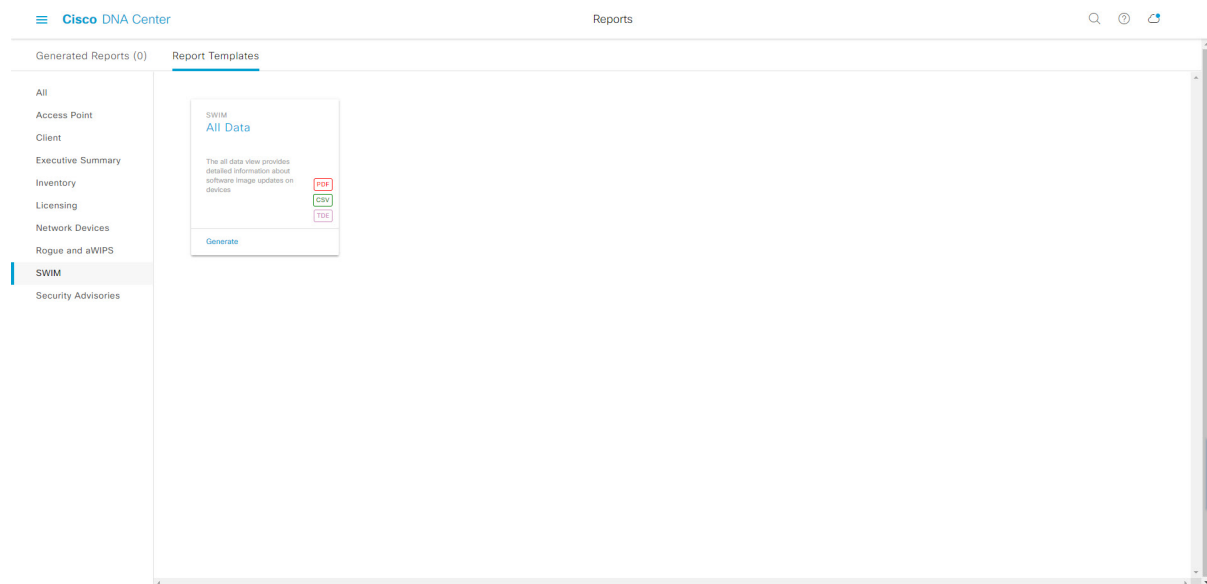 Cisco DNA Center
Reports
Generated Reports (0)
Report Templates
All
Access Point
Client
Executive Summary
Inventory
Licensing
Network Devices
Rogue and aWIPS
SWIM
Security Advisories
SWIM
All Data
The all data view provides
detailed information about
software image updates on
devices
PDF
CSV
TDE
Generate